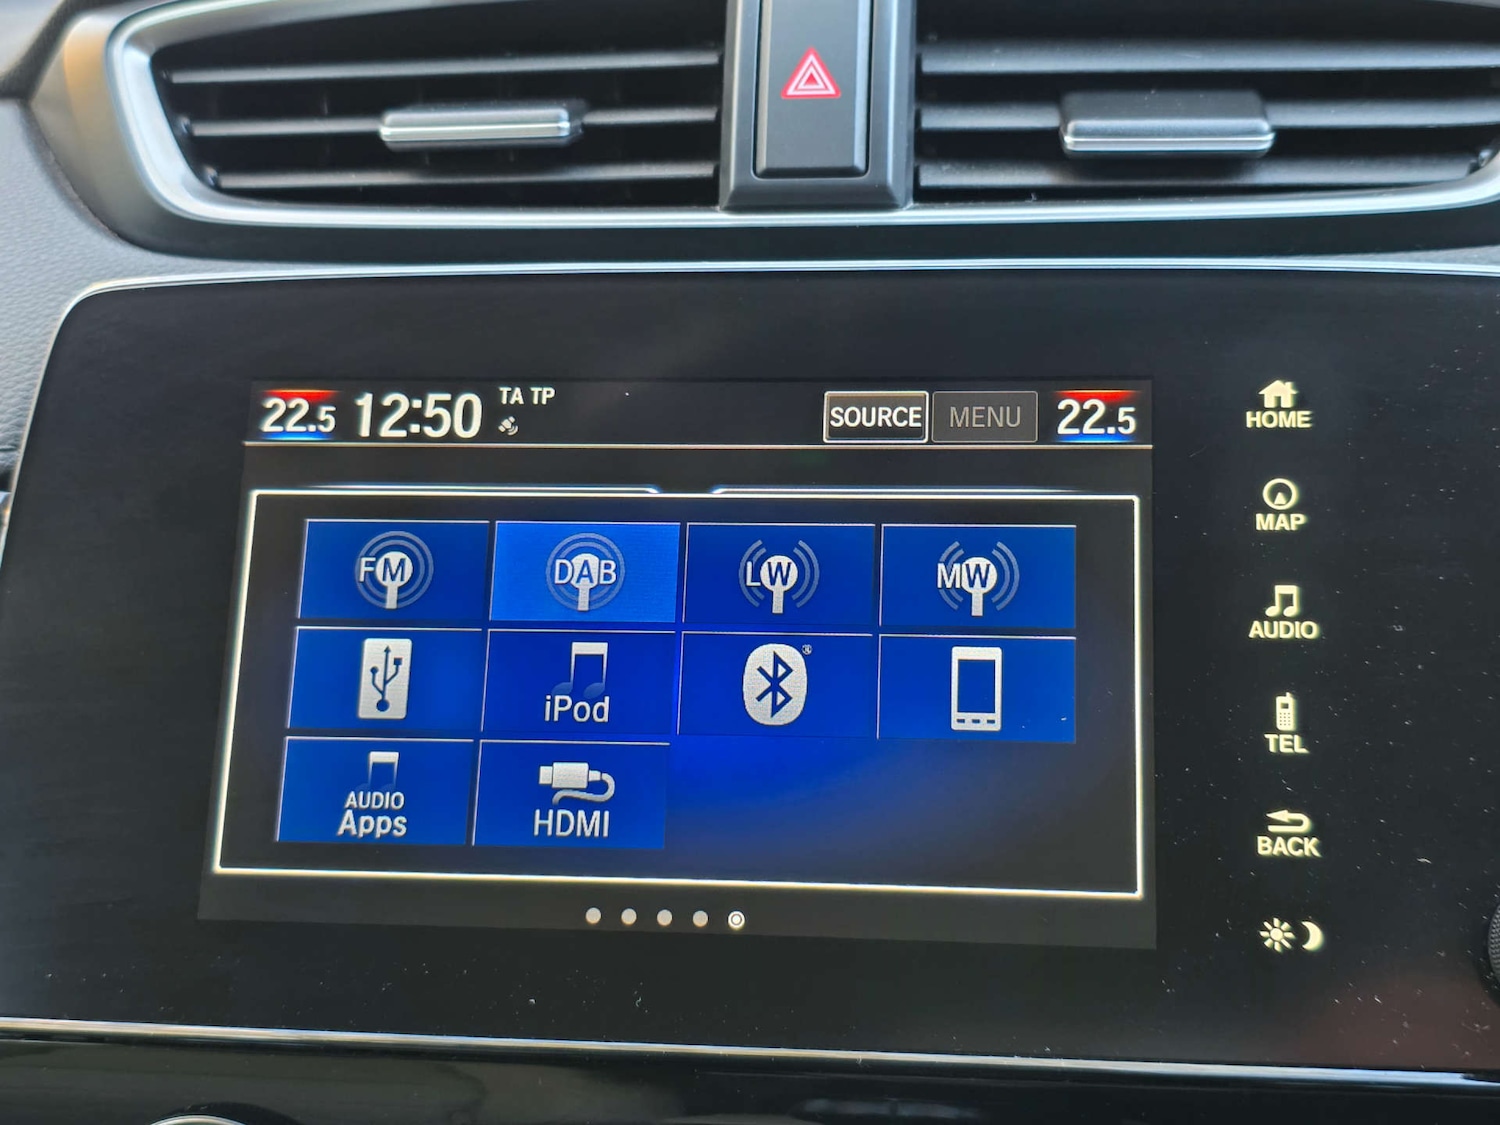 22.5 12:50 TA TP SOURCE MENU 22.5
FM DAB LW MW
iPod
AUDIO
Apps
HDMI
HOME
MAP
AUDIO
TEL
BACK